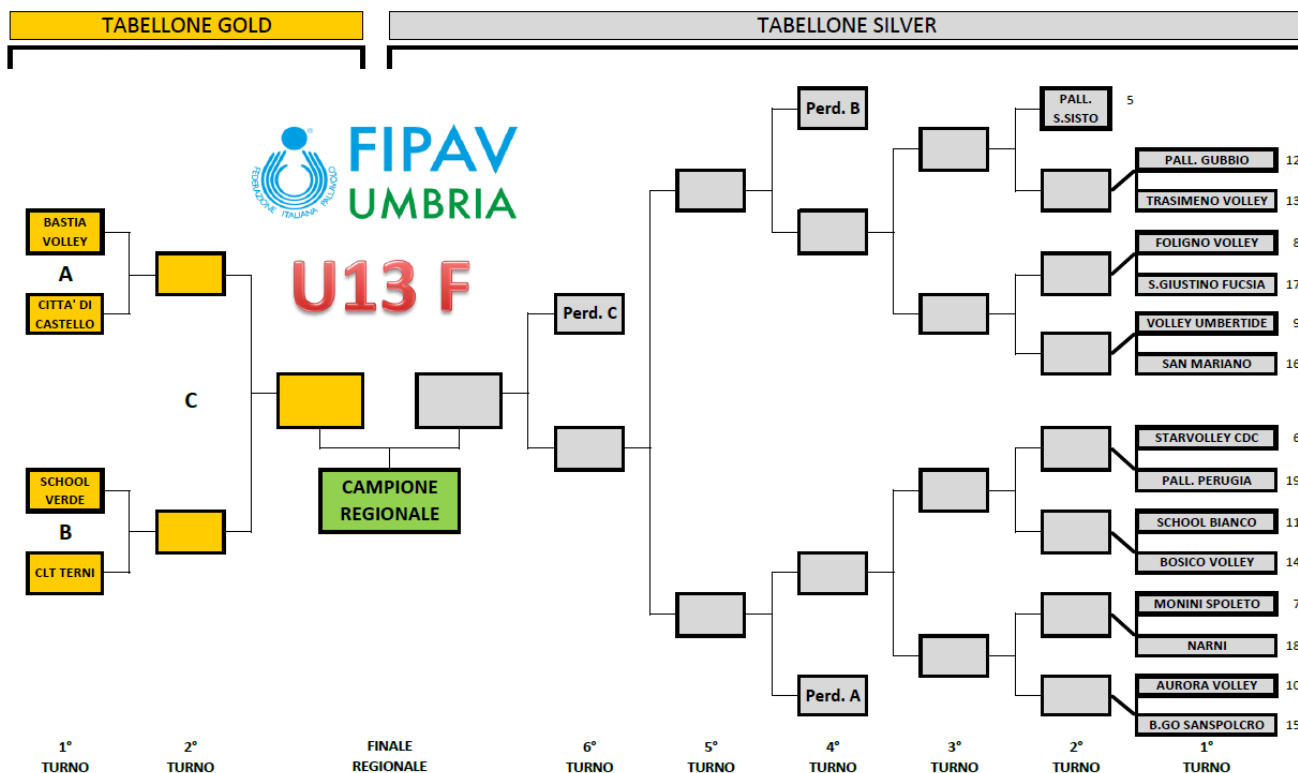 TABELLONE GOLD
TABELLONE SILVER
FIPAV
UMBRIA
FEDERAZIONE ITALIANA PALLAVOLO
U13 F
BASTIA
VOLLEY
A
CITTA' DI
CASTELLO
C
SCHOOL
VERDE
B
CLT TERNI
CAMPIONE
REGIONALE
Perd. C
Perd. B
Perd. A
PALL.
S.SISTO
5
PALL. GUBBIO
12
TRASIMENO VOLLEY
13
FOLIGNO VOLLEY
8
S.GIUSTINO FUCSIA
17
VOLLEY UMBERTIDE
9
SAN MARIANO
16
STARVOLLEY CDC
6
PALL. PERUGIA
19
SCHOOL BIANCO
11
BOSICO VOLLEY
14
MONINI SPOLETO
7
NARNI
18
AURORA VOLLEY
10
B.GO SANSPOLCRO
15
1°
TURNO
2°
TURNO
FINALE
REGIONALE
6°
TURNO
5°
TURNO
4°
TURNO
3°
TURNO
2°
TURNO
1°
TURNO